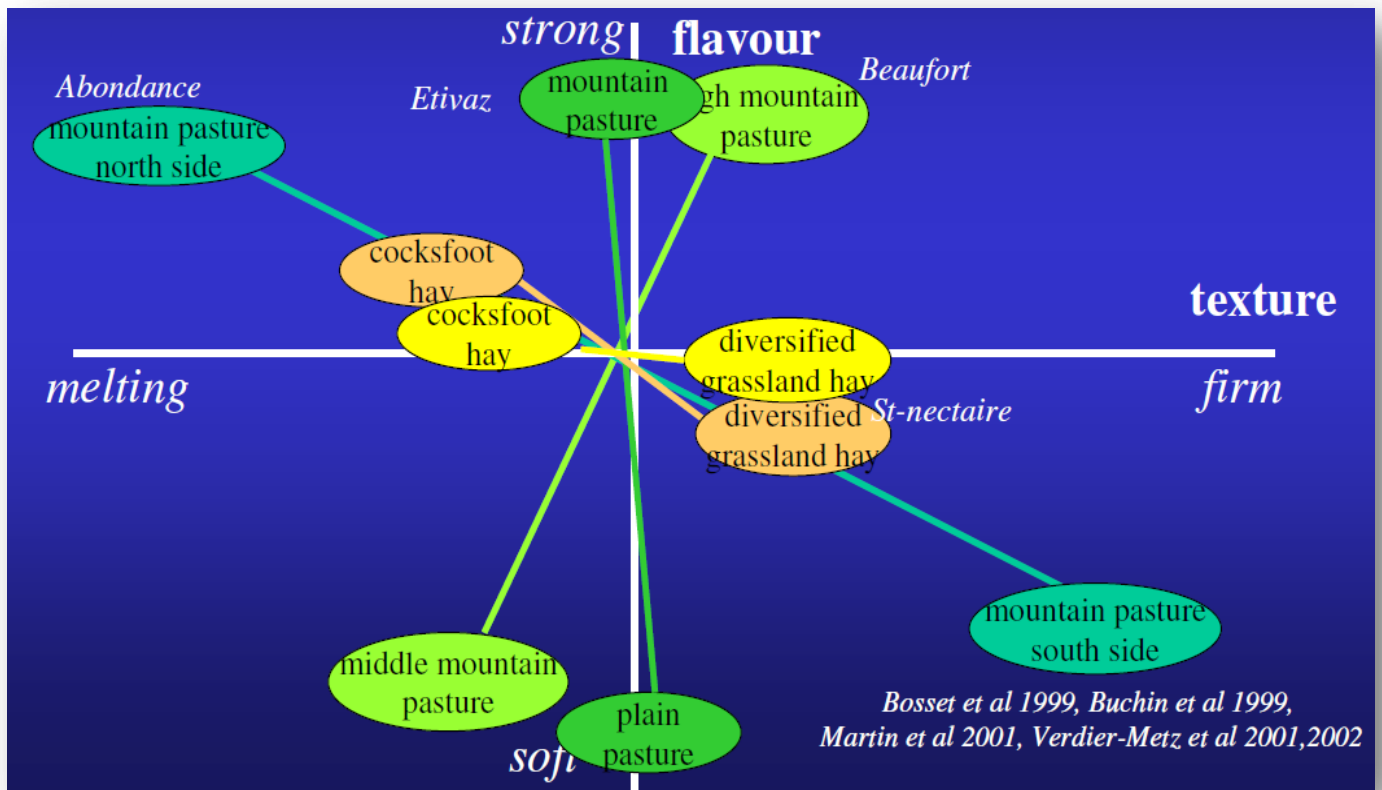 strong
flavour
Beaufort
Abondance
Etivaz
mountain
pasture
gh mountain
pasture
mountain pasture
north side
cocksfoot
hay
cocksfoot
hay
texture
diversified
grassland hay
melting
firm
diversified
grassland hay
St-nectaire
mountain pasture
south side
middle mountain
pasture
plain
pasture
soft
Bosset et al 1999, Buchin et al 1999,
Martin et al 2001, Verdier-Metz et al 2001,2002